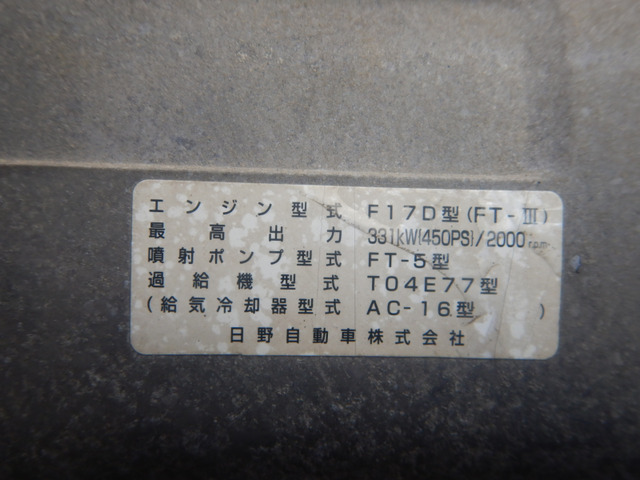 エンジン型式 F17D型(FT-Ⅲ)
最高出力 331kW{450PS}/2000r.p.m
噴射ポンプ型式 FT-5型
過給機型式 T04E77型
(給気冷却器型式 AC-16型 )
日野自動車株式会社